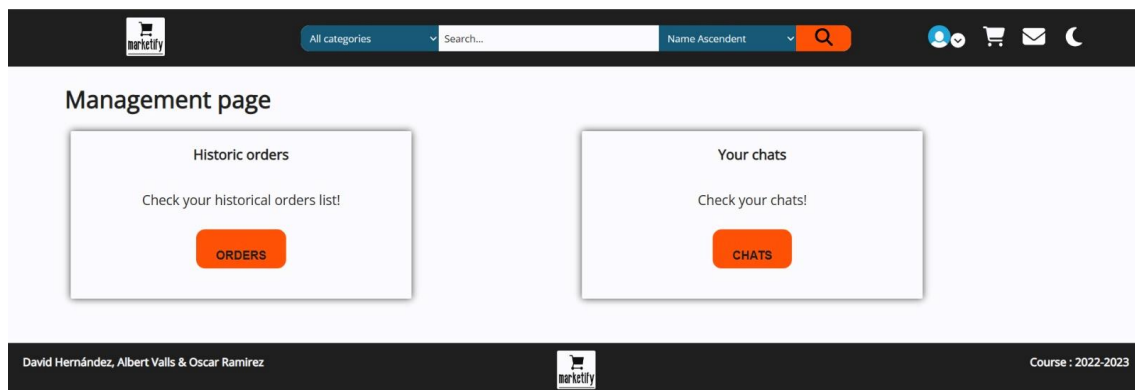 marketify
All categories
Search...
Name Ascendent
Management page
Historic orders
Check your historical orders list!
ORDERS
Your chats
Check your chats!
CHATS
David Hernández, Albert Valls & Oscar Ramirez
marketify
Course : 2022-2023